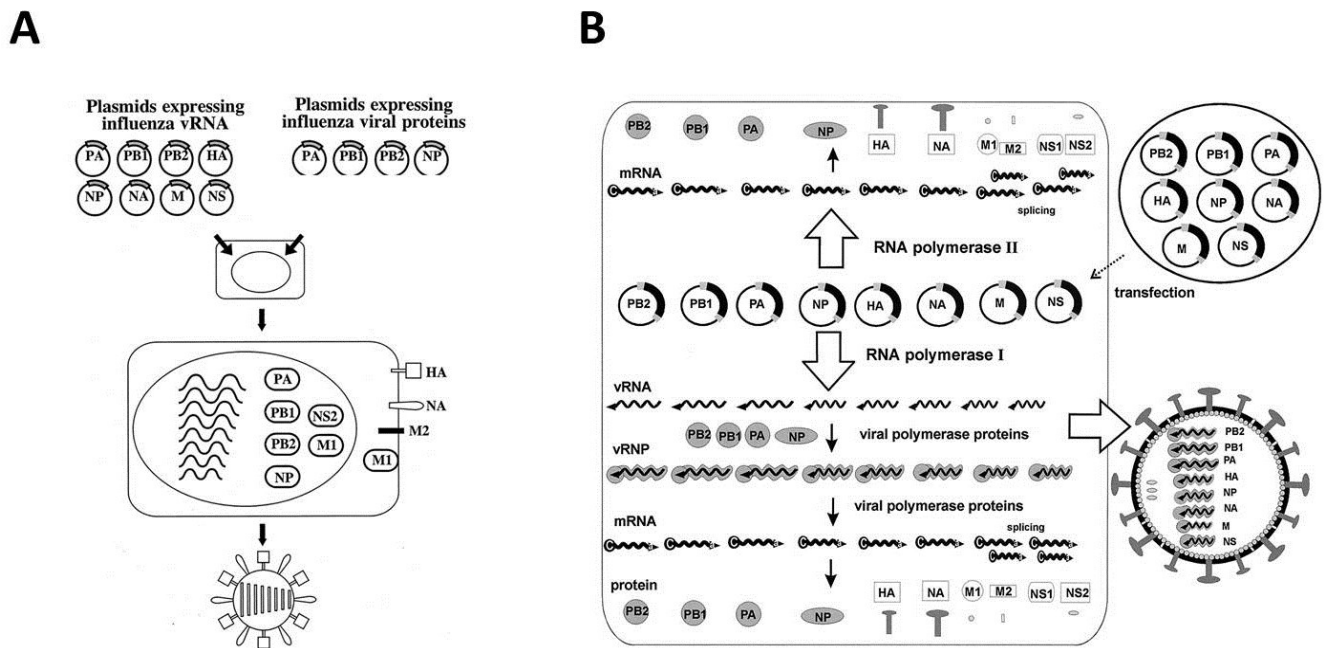 A
Plasmids expressing
influenza vRNA
PA PB1 PB2 HA
NP NA M NS
Plasmids expressing
influenza viral proteins
PA PB1 PB2 NP
PA
PB1 NS2
PB2 M1
NP
M1
HA
NA
M2
B
PB2 PB1 PA NP HA NA M1 M2 NS1 NS2
mRNA
splicing
RNA polymerase II
PB2 PB1 PA NP HA NA M NS
RNA polymerase I
vRNA
PB2 PB1 PA NP viral polymerase proteins
vRNP
viral polymerase proteins
mRNA
splicing
protein
HA NA M1 M2 NS1 NS2
PB2 PB1 PA NP
PB2 PB1 PA
HA NP NA
M NS
transfection
PB2
PB1
PA
HA
NP
NA
M
NS